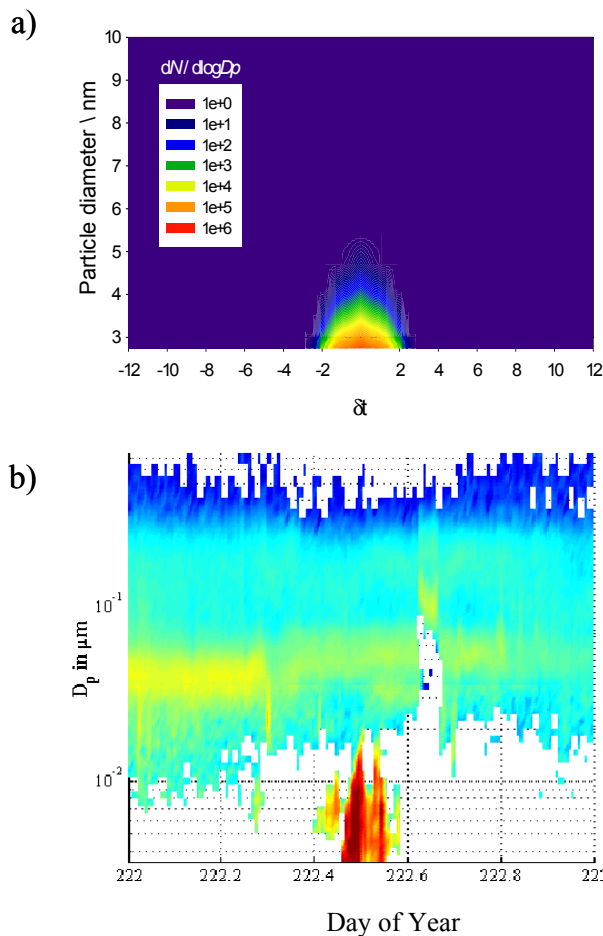 a)
dN/ dlogDp
1e+0
1e+1
1e+2
1e+3
1e+4
1e+5
1e+6
Particle diameter \ nm
10
9
8
7
6
5
4
3
-12 -10 -8 -6 -4 -2 0 2 4 6 8 10 12
δt
b)
D_p in μm
10^-1
10^-2
222 222.2 222.4 222.6 222.8 22
Day of Year